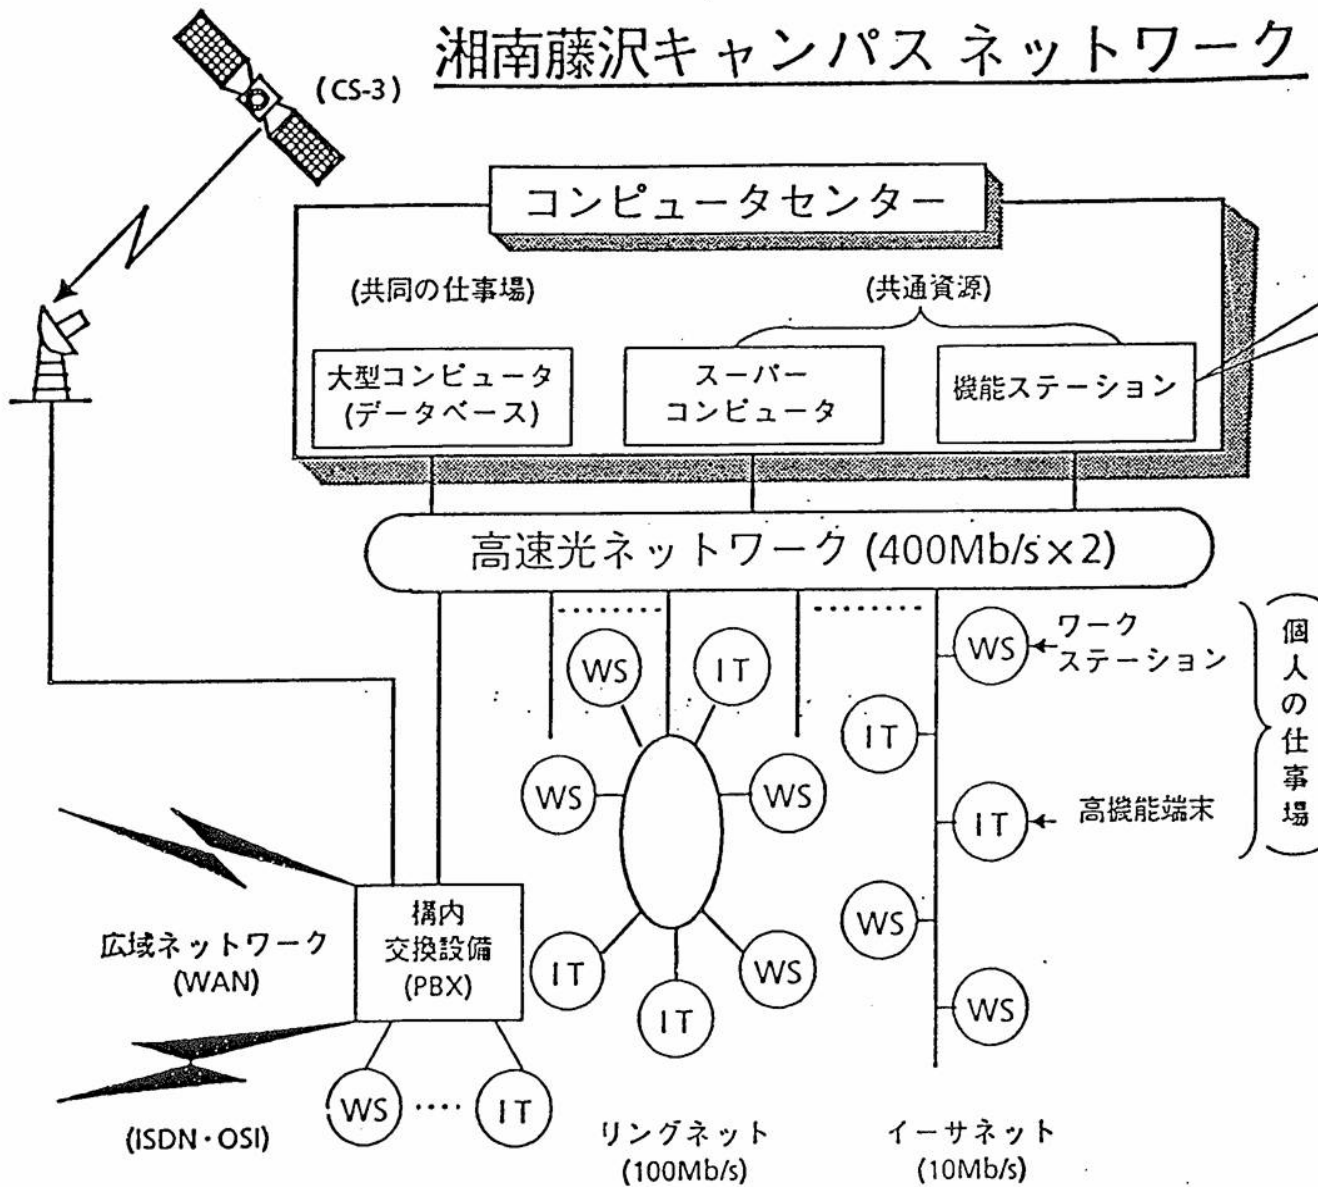 湘南藤沢キャンパス ネットワーク
(CS-3)
コンピュータセンター
(共同の仕事場)
(共通資源)
大型コンピュータ
(データベース)
スーパー
コンピュータ
機能ステーション
高速光ネットワーク (400Mb/s×2)
WS
IT
WS
WS
IT
IT
WS
WS
ワーク
ステーション
IT
IT
高機能端末
WS
WS
個人の仕事場
広域ネットワーク
(WAN)
構内
交換設備
(PBX)
WS
····
IT
(ISDN・OSI)
リングネット
(100Mb/s)
イーサネット
(10Mb/s)